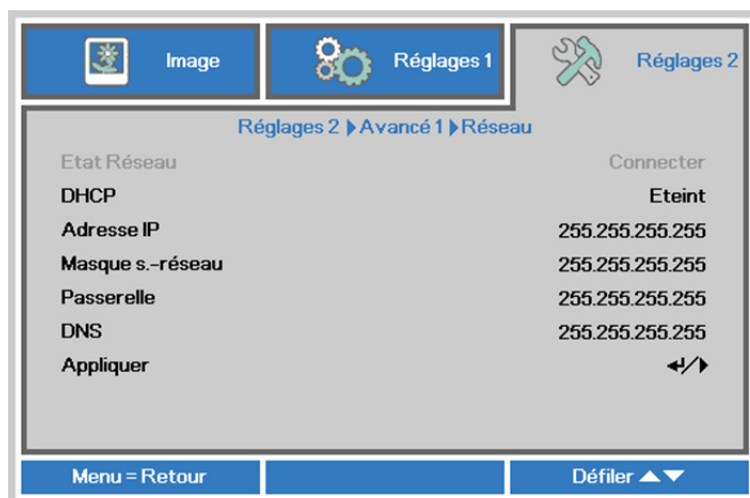 Image
Réglages 1
Réglages 2
Réglages 2 Avancé 1 Réseau
Etat Réseau Connecter
DHCP Eteint
Adresse IP 255.255.255.255
Masque s.-réseau 255.255.255.255
Passerelle 255.255.255.255
DNS 255.255.255.255
Appliquer ↵/▶
Menu = Retour
Défiler ▲▼